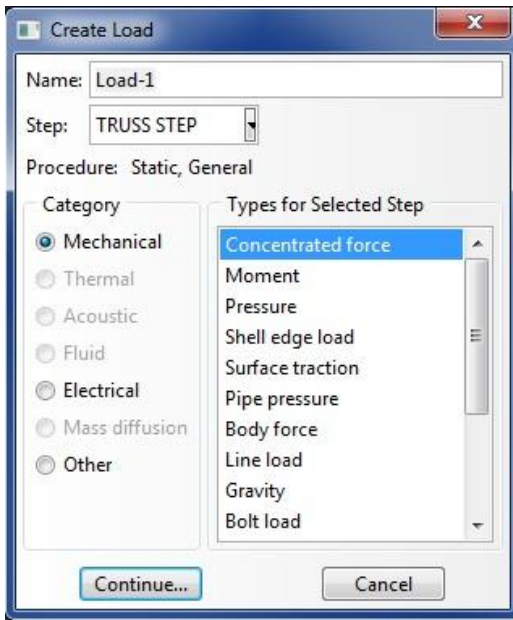 Create Load
Name: Load-1
Step: TRUSS STEP
Procedure: Static, General
Category
Mechanical
Thermal
Acoustic
Fluid
Electrical
Mass diffusion
Other
Types for Selected Step
Concentrated force
Moment
Pressure
Shell edge load
Surface traction
Pipe pressure
Body force
Line load
Gravity
Bolt load
Continue...
Cancel